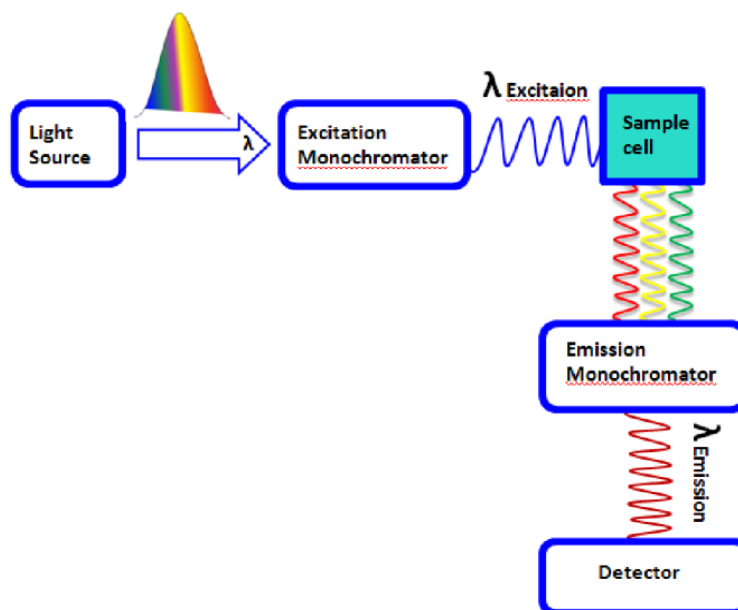 λ Excitaion
Light
Source
λ
Excitation
Monochromator
Sample
cell
Emission
Monochromator
λ Emission
Detector